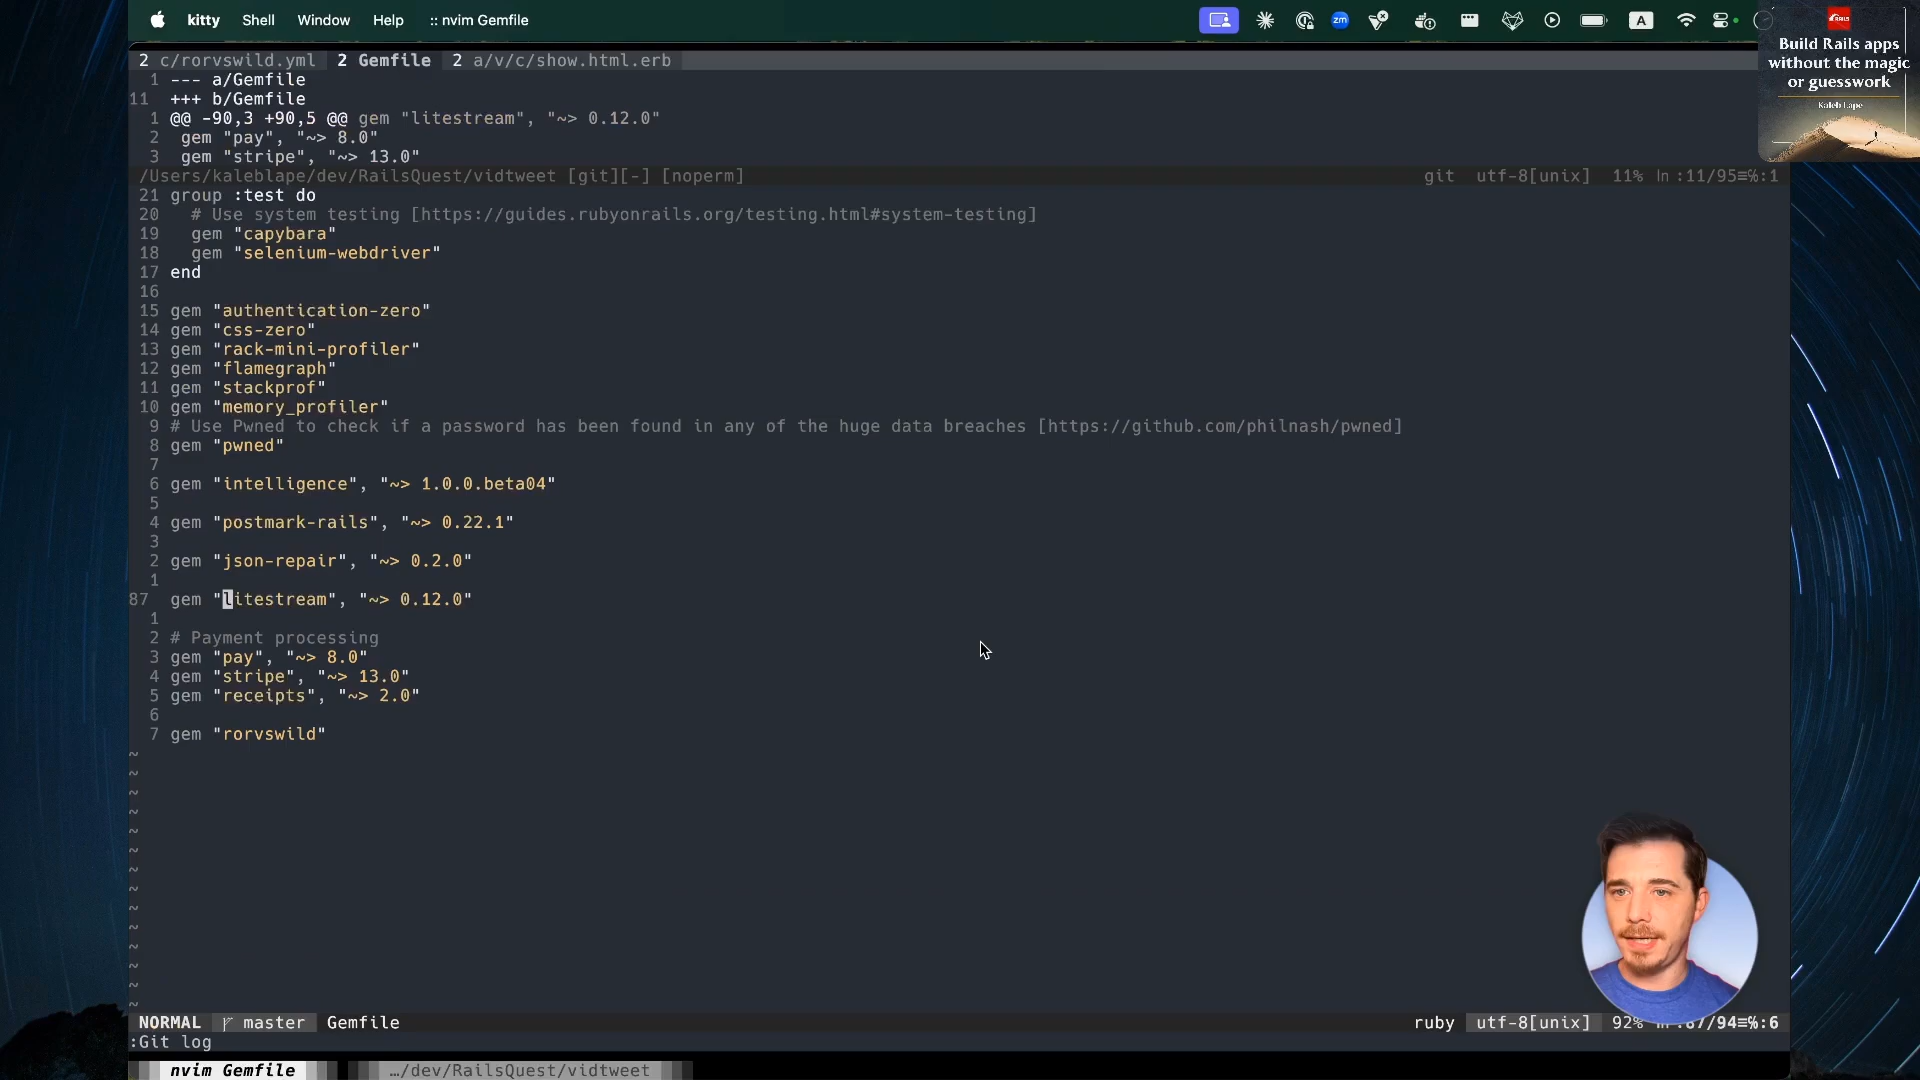 kitty Shell Window Help :: nvim Gemfile
zm A
RAILS
Build Rails apps
without the magic
or guesswork
Kaleb Lape
2 c/rorvswild.yml 2 Gemfile 2 a/v/c/show.html.erb
1 --- a/Gemfile
11 +++ b/Gemfile
1 @@ -90,3 +90,5 @@ gem "litestream", "~> 0.12.0"
2 gem "pay", "~> 8.0"
3 gem "stripe", "~> 13.0"
/Users/kaleblape/dev/RailsQuest/vidtweet [git][-] [noperm] git utf-8[unix] 11% ln :11/95≡℅:1
21 group :test do
20 # Use system testing [https://guides.rubyonrails.org/testing.html#system-testing]
19 gem "capybara"
18 gem "selenium-webdriver"
17 end
16
15 gem "authentication-zero"
14 gem "css-zero"
13 gem "rack-mini-profiler"
12 gem "flamegraph"
11 gem "stackprof"
10 gem "memory_profiler"
9 # Use Pwned to check if a password has been found in any of the huge data breaches [https://github.com/philnash/pwned]
8 gem "pwned"
7
6 gem "intelligence", "~> 1.0.0.beta04"
5
4 gem "postmark-rails", "~> 0.22.1"
3
2 gem "json-repair", "~> 0.2.0"
1
87 gem "litestream", "~> 0.12.0"
1
2 # Payment processing
3 gem "pay", "~> 8.0"
4 gem "stripe", "~> 13.0"
5 gem "receipts", "~> 2.0"
6
7 gem "rorvswild"
~
~
~
~
~
~
~
~
~
~
~
~
~
~
NORMAL master Gemfile ruby utf-8[unix] 92% ln :87/94≡℅:6
:Git log
nvim Gemfile …/dev/RailsQuest/vidtweet